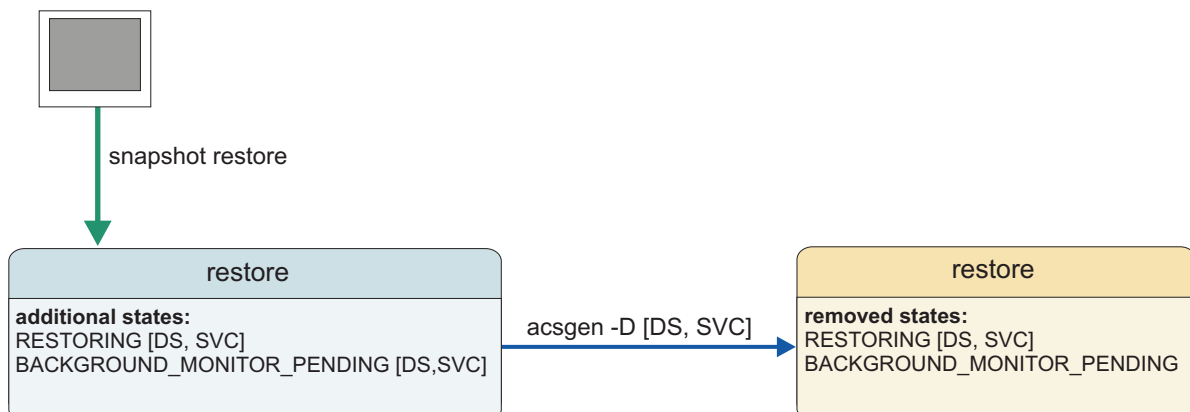 snapshot restore
restore
additional states:
RESTORING [DS, SVC]
BACKGROUND_MONITOR_PENDING [DS,SVC]
acsgen -D [DS, SVC]
restore
removed states:
RESTORING [DS, SVC]
BACKGROUND_MONITOR_PENDING